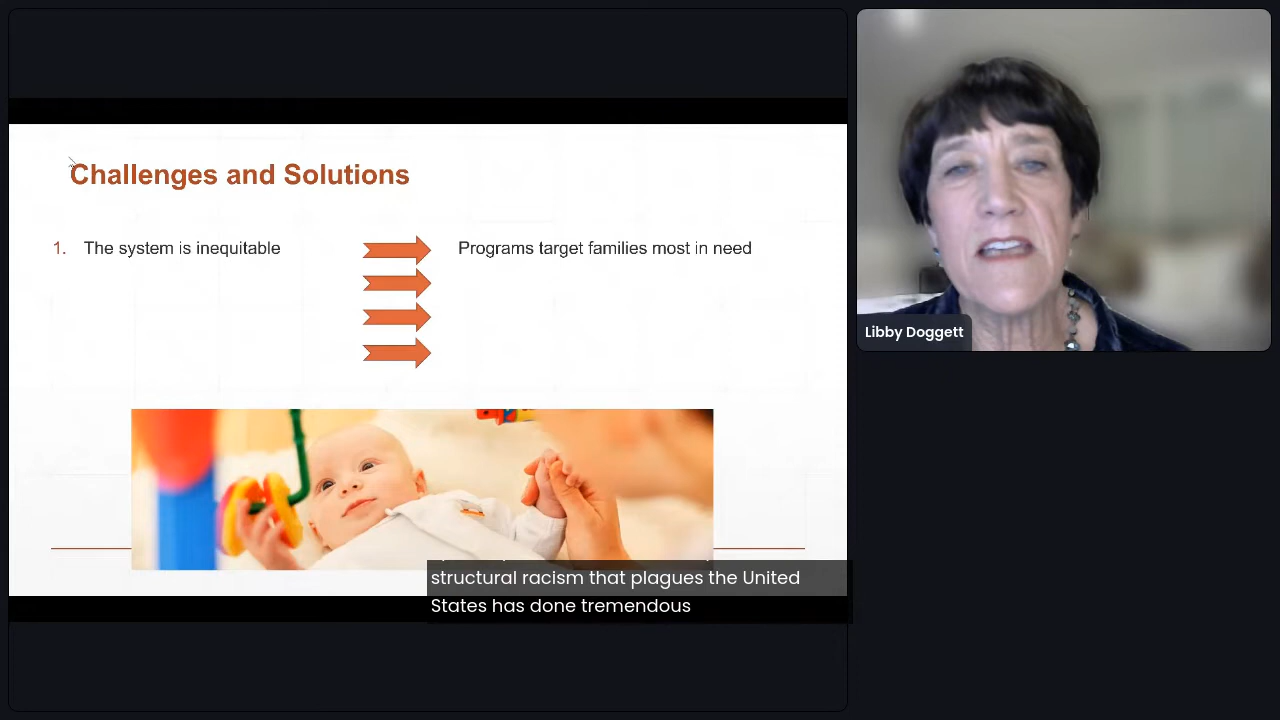 Challenges and Solutions
1. The system is inequitable
Programs target families most in need
structural racism that plagues the United
States has done tremendous
Libby Doggett